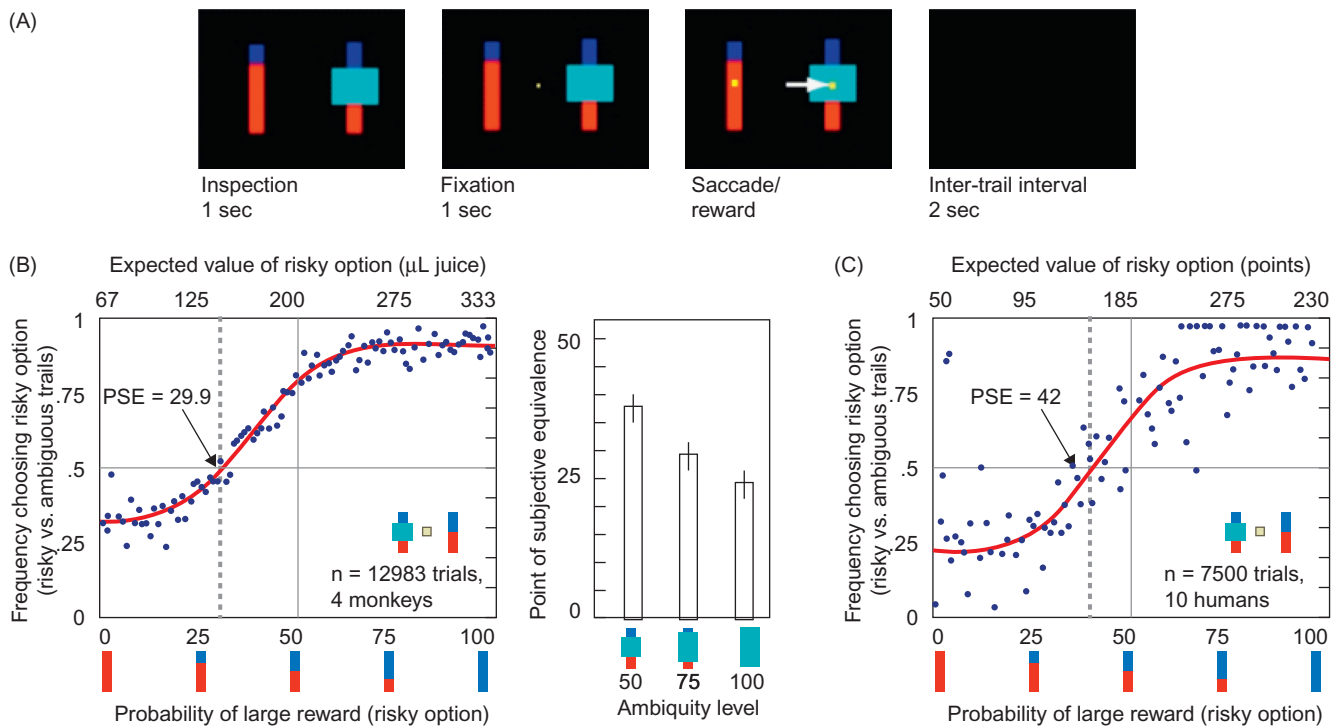 (A)
Inspection
1 sec
Fixation
1 sec
Saccade/
reward
Inter-trail interval
2 sec
(B)
Expected value of risky option (μL juice)
67 125 200 275 333
Frequency choosing risky option
(risky vs. ambiguous trails)
1
.75
.5
.25
0
PSE = 29.9
n = 12983 trials,
4 monkeys
0 25 50 75 100
Probability of large reward (risky option)
Point of subjective equivalence
50
25
0
50 75 100
Ambiquity level
(C)
Expected value of risky option (points)
50 95 185 275 230
Frequency choosing risky option
(risky vs. ambiguous trails)
1
.75
.5
.25
0
PSE = 42
n = 7500 trials,
10 humans
0 25 50 75 100
Probability of large reward (risky option)